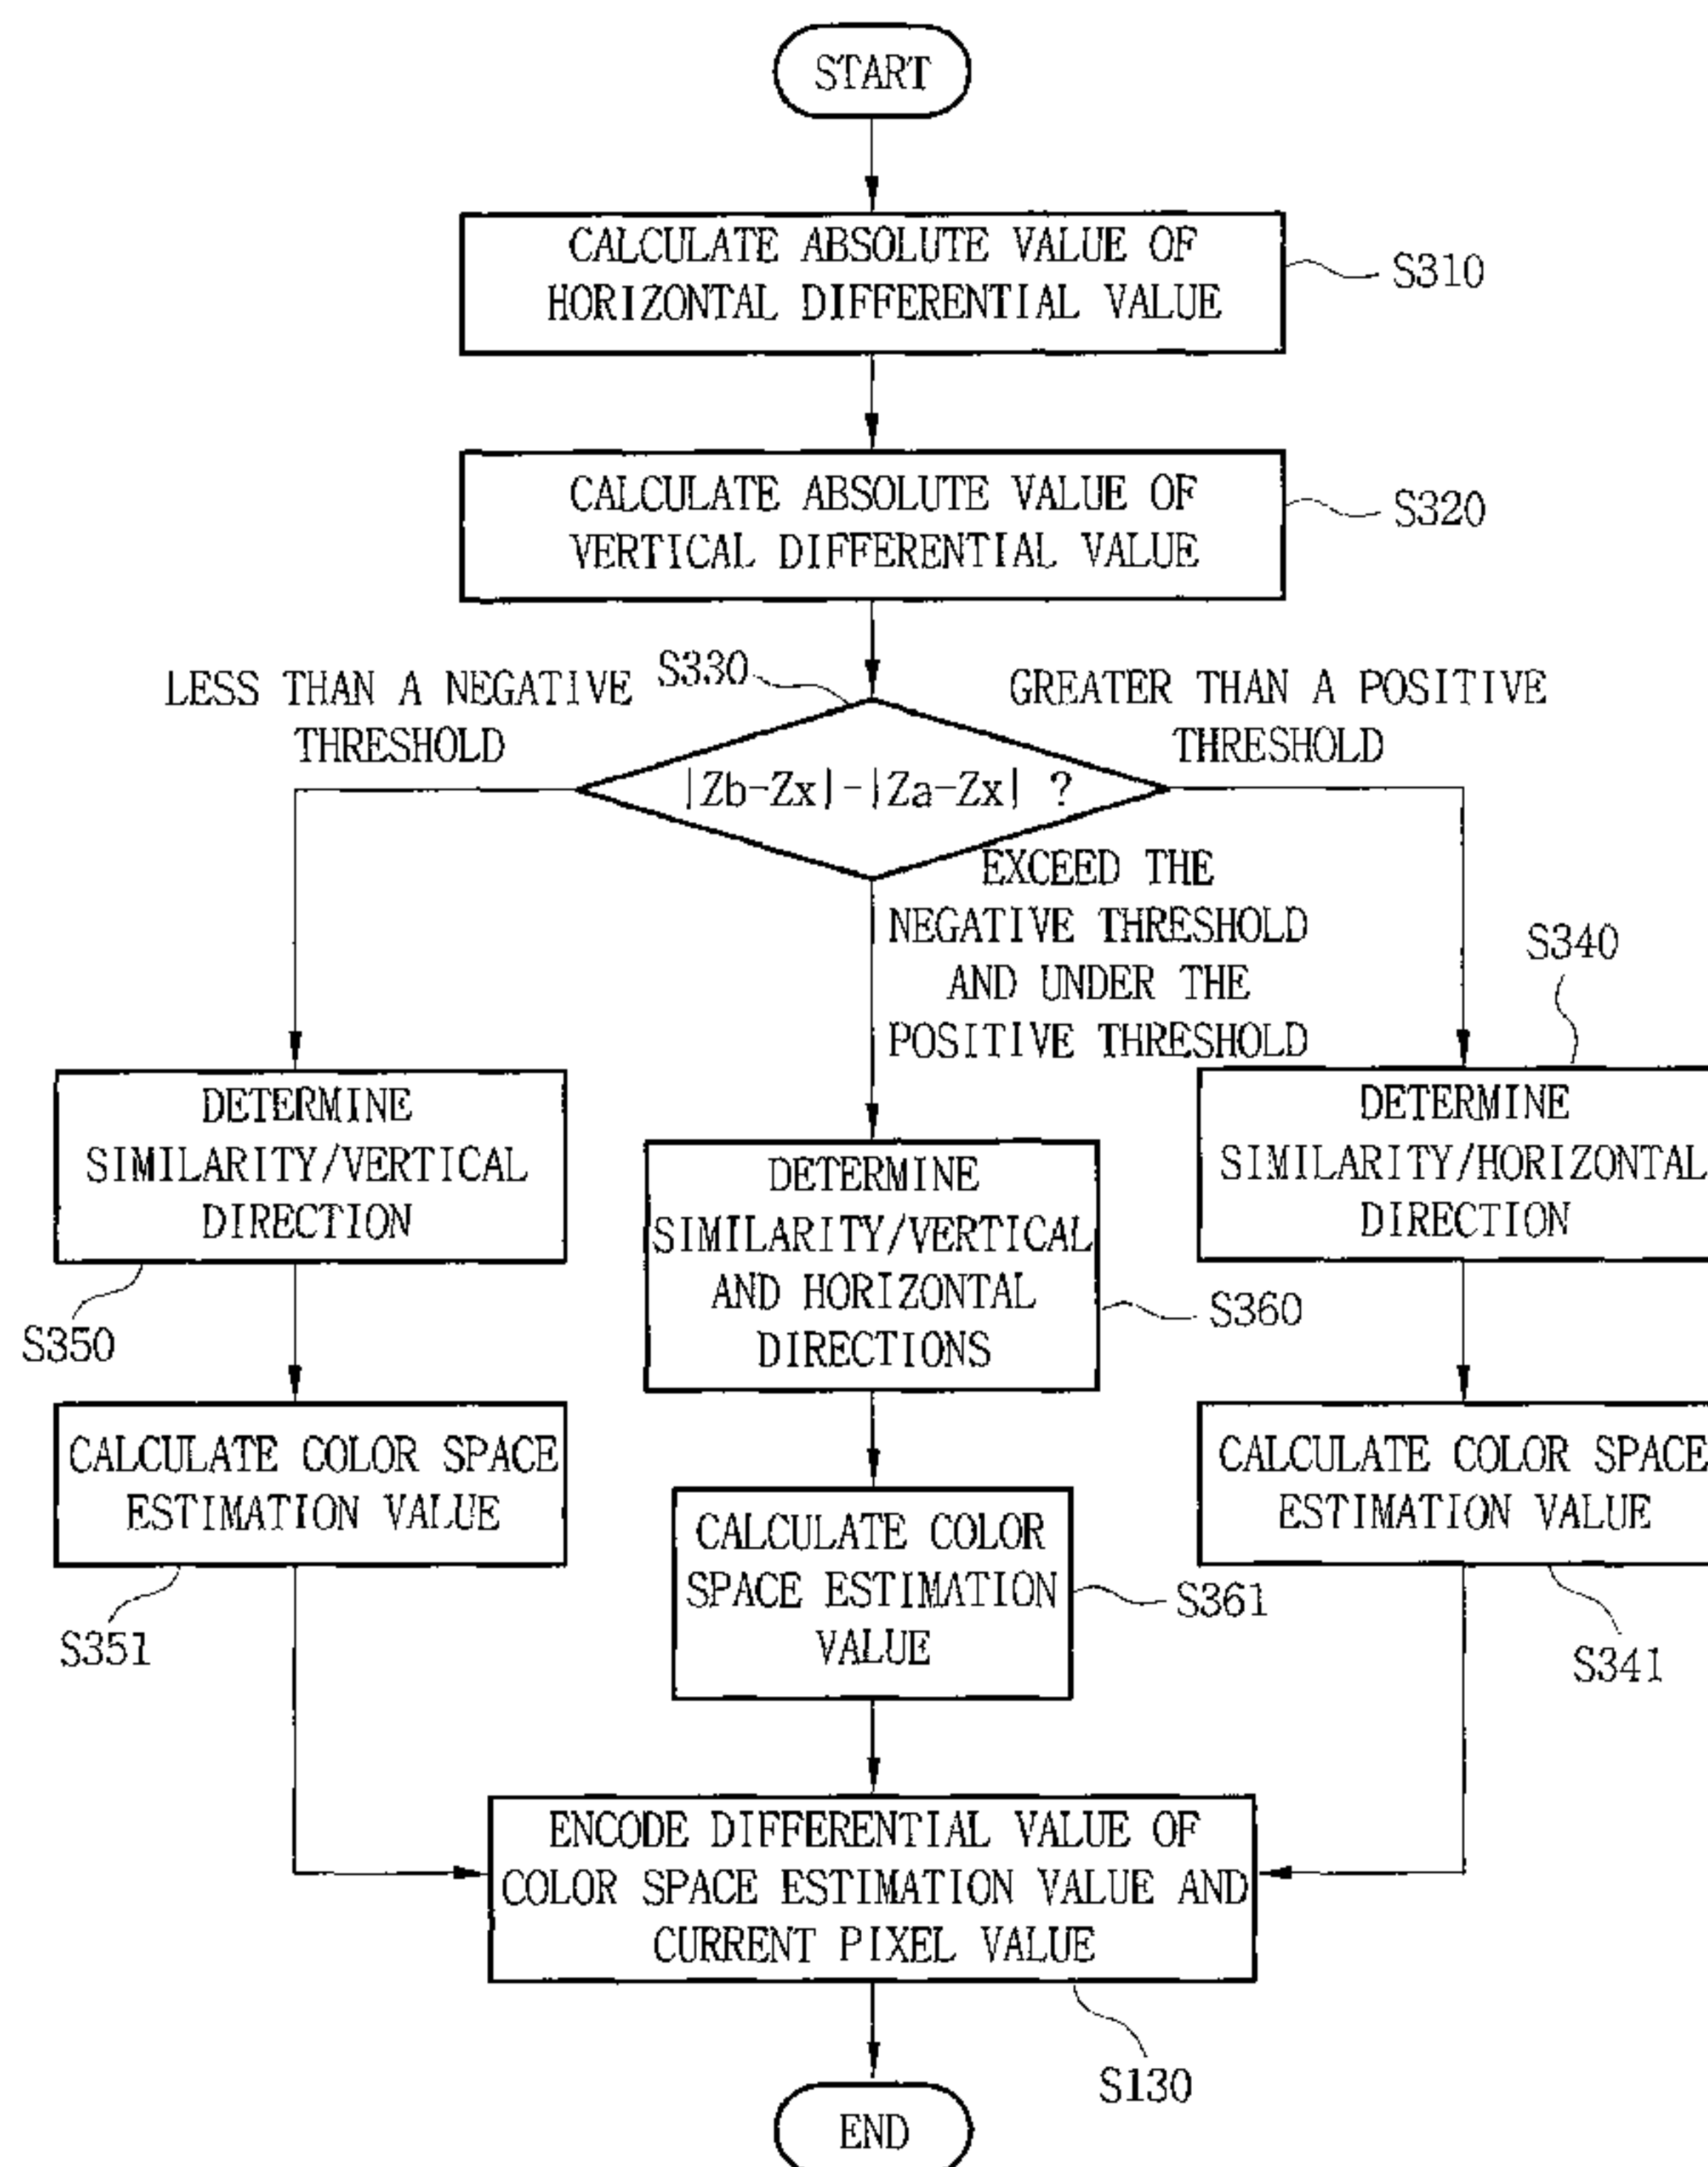 START
CALCULATE ABSOLUTE VALUE OF
HORIZONTAL DIFFERENTIAL VALUE
S310
CALCULATE ABSOLUTE VALUE OF
VERTICAL DIFFERENTIAL VALUE
S320
LESS THAN A NEGATIVE
THRESHOLD
S330
GREATER THAN A POSITIVE
THRESHOLD
|Zb-Zx|-|Za-Zx| ?
EXCEED THE
NEGATIVE THRESHOLD
AND UNDER THE
POSITIVE THRESHOLD
S340
DETERMINE
SIMILARITY/VERTICAL
DIRECTION
S350
DETERMINE
SIMILARITY/VERTICAL
AND HORIZONTAL
DIRECTIONS
S360
DETERMINE
SIMILARITY/HORIZONTAL
DIRECTION
CALCULATE COLOR SPACE
ESTIMATION VALUE
S351
CALCULATE COLOR
SPACE ESTIMATION
VALUE
S361
CALCULATE COLOR SPACE
ESTIMATION VALUE
S341
ENCODE DIFFERENTIAL VALUE OF
COLOR SPACE ESTIMATION VALUE AND
CURRENT PIXEL VALUE
S130
END